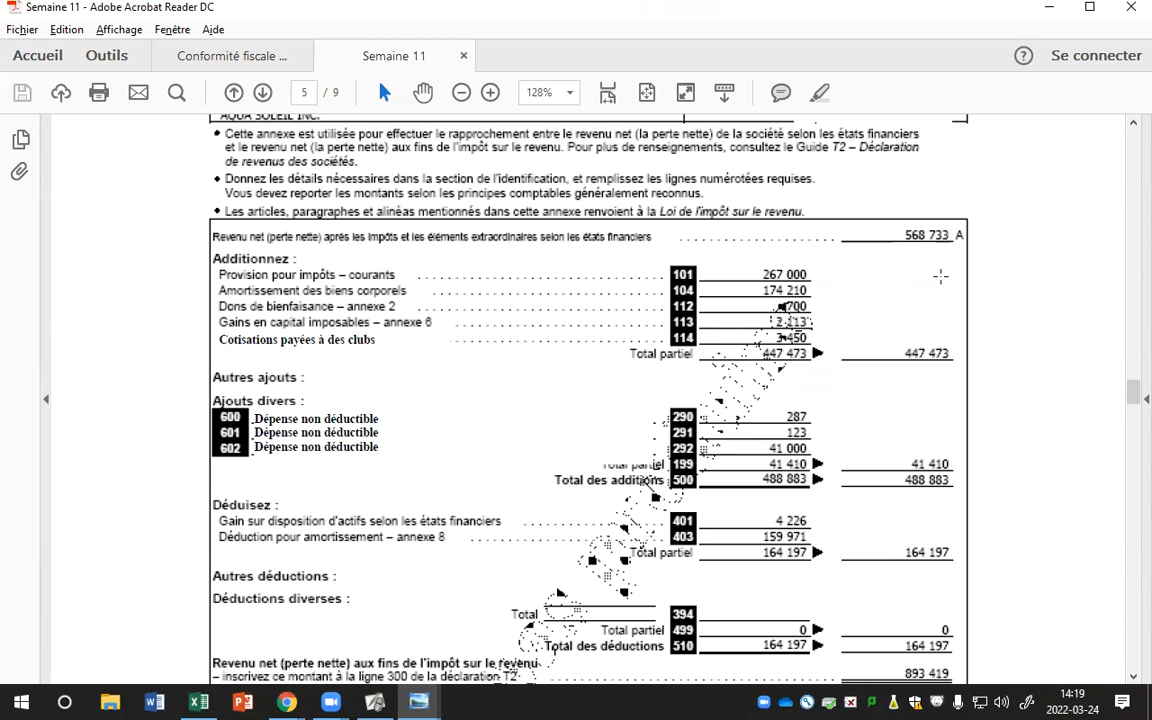 Semaine 11 - Adobe Acrobat Reader DC
Fichier Edition Affichage Fenêtre Aide
Accueil Outils Conformité fiscale ... Semaine 11 × ? Se connecter
5 / 9 128%
AQUA SOLEIL INC.
• Cette annexe est utilisée pour effectuer le rapprochement entre le revenu net (la perte nette) de la société selon les états financiers
et le revenu net (la perte nette) aux fins de l'impôt sur le revenu. Pour plus de renseignements, consultez le Guide T2 – Déclaration
de revenus des sociétés.
• Donnez les détails nécessaires dans la section de l'identification, et remplissez les lignes numérotées requises.
Vous devez reporter les montants selon les principes comptables généralement reconnus.
• Les articles, paragraphes et alinéas mentionnés dans cette annexe renvoient à la Loi de l'impôt sur le revenu.
Revenu net (perte nette) après les impôts et les éléments extraordinaires selon les états financiers 568 733 A
Additionnez :
Provision pour impôts – courants 101 267 000
Amortissement des biens corporels 104 174 210
Dons de bienfaisance – annexe 2 112 700
Gains en capital imposables – annexe 6 113 2 113
Cotisations payées à des clubs 114 3 450
Total partiel 447 473 447 473
Autres ajouts :
Ajouts divers :
600 Dépense non déductible 290 287
601 Dépense non déductible 291 123
602 Dépense non déductible 292 41 000
Total partiel 199 41 410 41 410
Total des additions 500 488 883 488 883
Déduisez :
Gain sur disposition d'actifs selon les états financiers 401 4 226
Déduction pour amortissement – annexe 8 403 159 971
Total partiel 164 197 164 197
Autres déductions :
Déductions diverses :
Total 394
Total partiel 499 0 0
Total des déductions 510 164 197 164 197
Revenu net (perte nette) aux fins de l'impôt sur le revenu
– inscrivez ce montant à la ligne 300 de la déclaration T2 893 419
14:19
2022-03-24